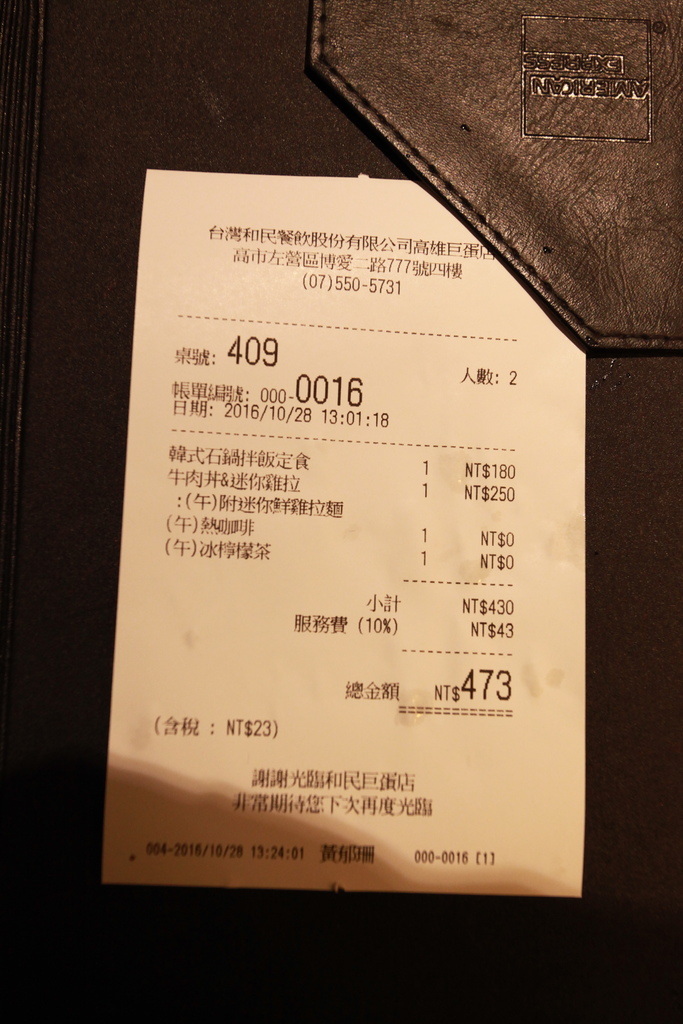 AMERICAN
EXPRESS
®
台灣和民餐飲股份有限公司高雄巨蛋店
高市左營區博愛二路777號四樓
(07)550-5731
桌號: 409 人數: 2
帳單編號: 000-0016
日期: 2016/10/28 13:01:18
韓式石鍋拌飯定食 1 NT$180
牛肉丼&迷你雞拉 1 NT$250
:(午)附迷你鮮雞拉麵
(午)熱咖啡 1 NT$0
(午)冰檸檬茶 1 NT$0
小計 NT$430
服務費 (10%) NT$43
總金額 NT$473
(含稅 : NT$23)
謝謝光臨和民巨蛋店
非常期待您下次再度光臨
004-2016/10/28 13:24:01 黃郁珊 000-0016 [1]